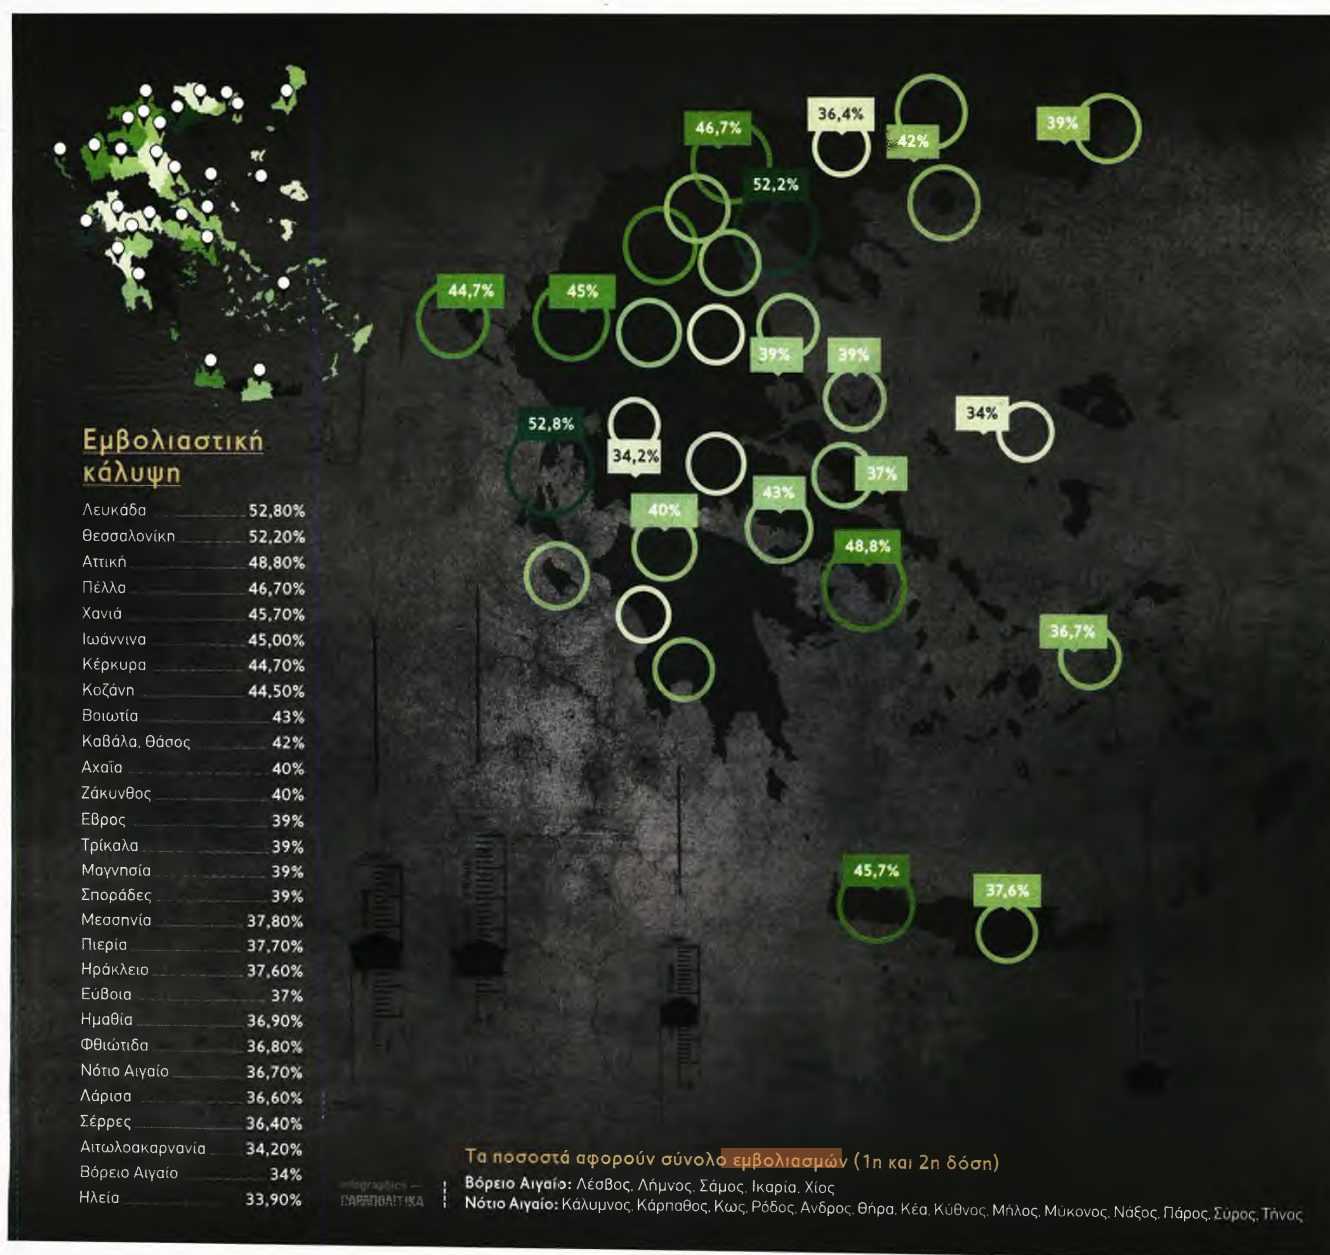 46,7%
36,4%
42%
39%
52,2%
44,7%
45%
39%
39%
52,8%
34,2%
34%
37%
43%
40%
48,8%
36,7%
45,7%
37,6%
Εμβολιαστική
κάλυψη
Λευκάδα 52,80%
Θεσσαλονίκη 52,20%
Αττική 48,80%
Πέλλα 46,70%
Χανιά 45,70%
Ιωάννινα 45,00%
Κέρκυρα 44,70%
Κοζάνη 44,50%
Βοιωτία 43%
Καβάλα, Θάσος 42%
Αχαΐα 40%
Ζάκυνθος 40%
Εβρος 39%
Τρίκαλα 39%
Μαγνησία 39%
Σποράδες 39%
Μεσσηνία 37,80%
Πιερία 37,70%
Ηράκλειο 37,60%
Εύβοια 37%
Ημαθία 36,90%
Φθιώτιδα 36,80%
Νότιο Αιγαίο 36,70%
Λάρισα 36,60%
Σέρρες 36,40%
Αιτωλοακαρνανία 34,20%
Βόρειο Αιγαίο 34%
Ηλεία 33,90%
infographics —
ΠΑΡΑΠΟΛΙΤΙΚΑ
Τα ποσοστά αφορούν σύνολο εμβολιασμών (1η και 2η δόση)
Βόρειο Αιγαίο: Λέσβος, Λήμνος, Σάμος, Ικαρία, Χίος
Νότιο Αιγαίο: Κάλυμνος, Κάρπαθος, Κως, Ρόδος, Ανδρος, Θήρα, Κέα, Κύθνος, Μήλος, Μύκονος, Νάξος, Πάρος, Σύρος, Τήνος